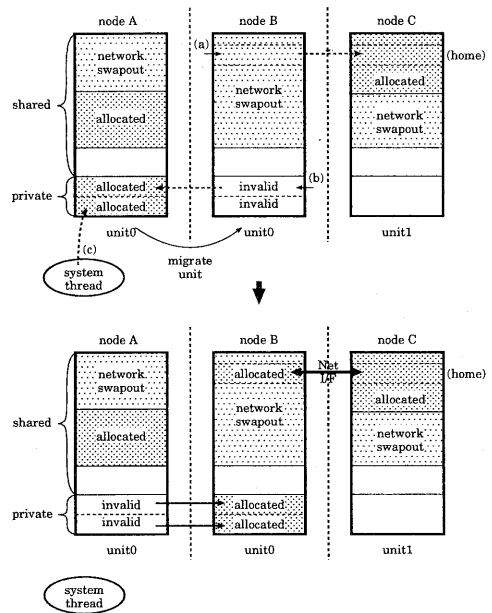 node A
node B
node C
(a)
(home)
network
swapout
network
swapout
allocated
shared
allocated
network
swapout
private
allocated
allocated
invalid
invalid
(b)
unit0
unit0
unit1
(c)
migrate
unit
system
thread
node A
node B
node C
network
swapout
allocated
Net
I/F
(home)
allocated
network
swapout
shared
allocated
network
swapout
private
invalid
invalid
allocated
allocated
unit0
unit0
unit1
system
thread